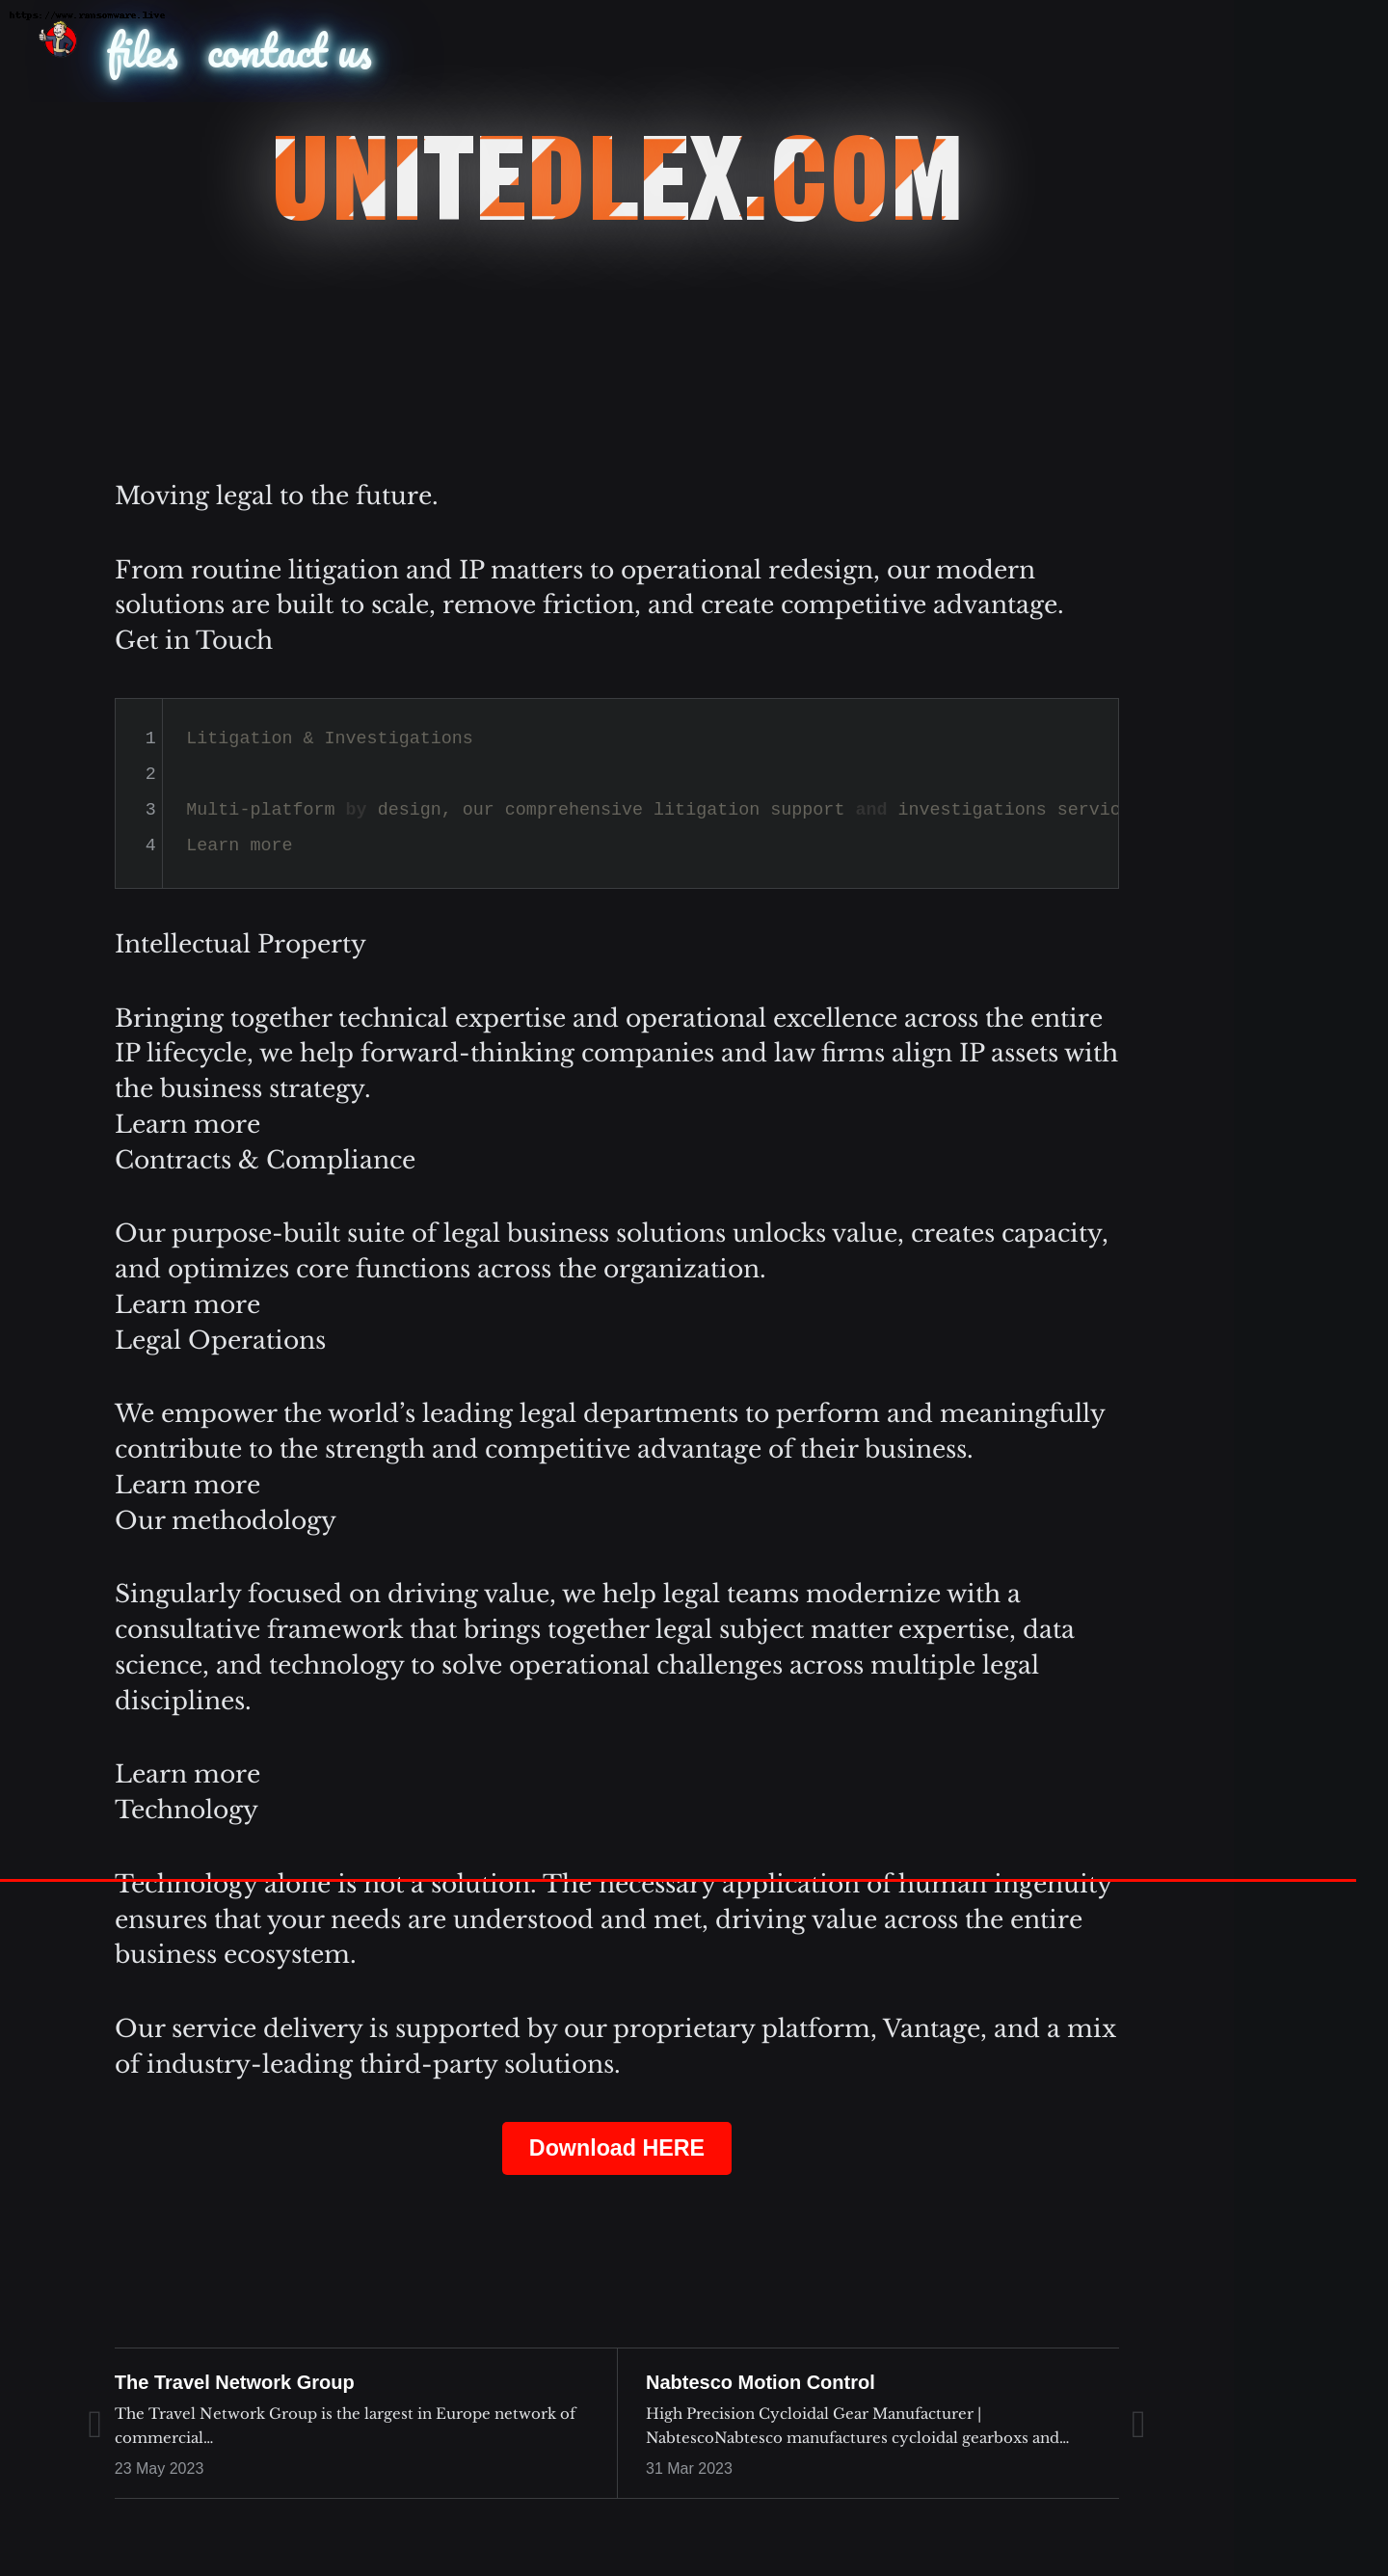 https://www.ransomware.live
files contact us
UNITEDLEX.COM
Moving legal to the future.
From routine litigation and IP matters to operational redesign, our modern
solutions are built to scale, remove friction, and create competitive advantage.
Get in Touch
1 Litigation & Investigations
2
3 Multi-platform by design, our comprehensive litigation support and investigations servic
4 Learn more
Intellectual Property
Bringing together technical expertise and operational excellence across the entire
IP lifecycle, we help forward-thinking companies and law firms align IP assets with
the business strategy.
Learn more
Contracts & Compliance
Our purpose-built suite of legal business solutions unlocks value, creates capacity,
and optimizes core functions across the organization.
Learn more
Legal Operations
We empower the world’s leading legal departments to perform and meaningfully
contribute to the strength and competitive advantage of their business.
Learn more
Our methodology
Singularly focused on driving value, we help legal teams modernize with a
consultative framework that brings together legal subject matter expertise, data
science, and technology to solve operational challenges across multiple legal
disciplines.
Learn more
Technology
Technology alone is not a solution. The necessary application of human ingenuity
ensures that your needs are understood and met, driving value across the entire
business ecosystem.
Our service delivery is supported by our proprietary platform, Vantage, and a mix
of industry-leading third-party solutions.
Download HERE
The Travel Network Group
The Travel Network Group is the largest in Europe network of
commercial…
23 May 2023
Nabtesco Motion Control
High Precision Cycloidal Gear Manufacturer |
NabtescoNabtesco manufactures cycloidal gearboxs and…
31 Mar 2023